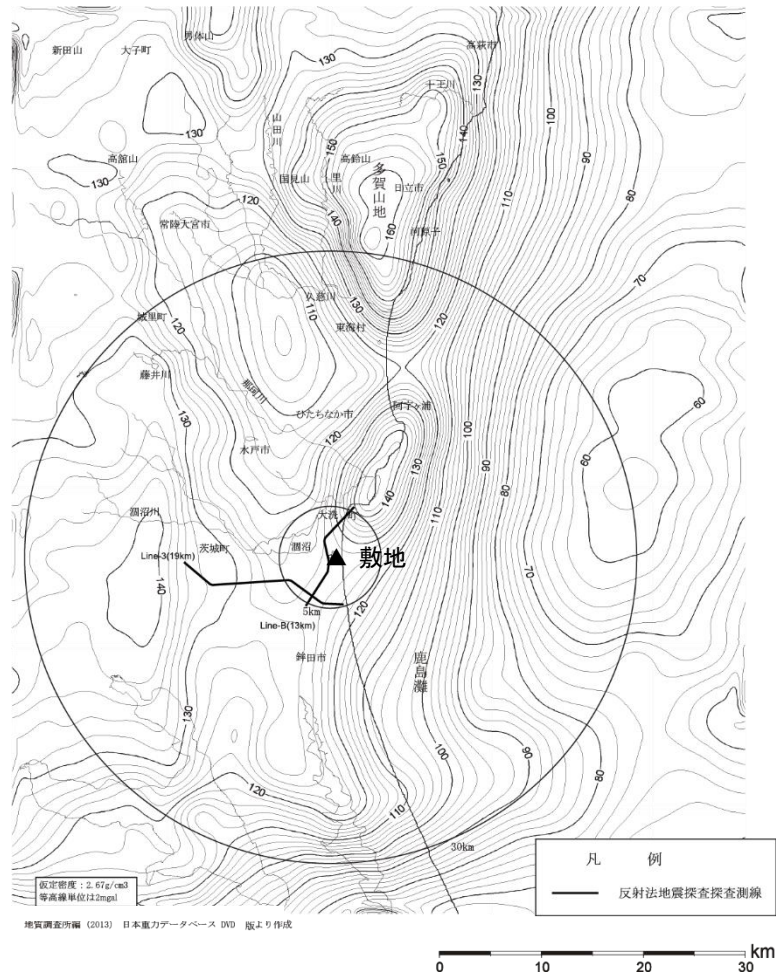 男体山
新田山
大子町
高萩市
130
130
十王川
100
山田川
140
90
130
150
高鈴山
150
80
高舘山
130
国見山
里川
多賀山地
日立市
110
120
140
常陸大宮市
160
河原子
70
久慈川
110
130
城里町
120
東海村
120
藤井川
那珂川
60
130
ひたちなか市
阿字ヶ浦
120
100
水戸市
130
90
60
140
80
110
涸沼川
大洗町
茨城町
涸沼
敷地
Line-3(19km)
70
140
5km
120
Line-B(13km)
鉾田市
鹿島灘
130
100
90
120
80
110
30km
凡 例
反射法地震探査探査測線
仮定密度：2.67g/cm3
等高線単位は2mgal
地質調査所編 (2013) 日本重力データベース DVD 版より作成
km
0 10 20 30